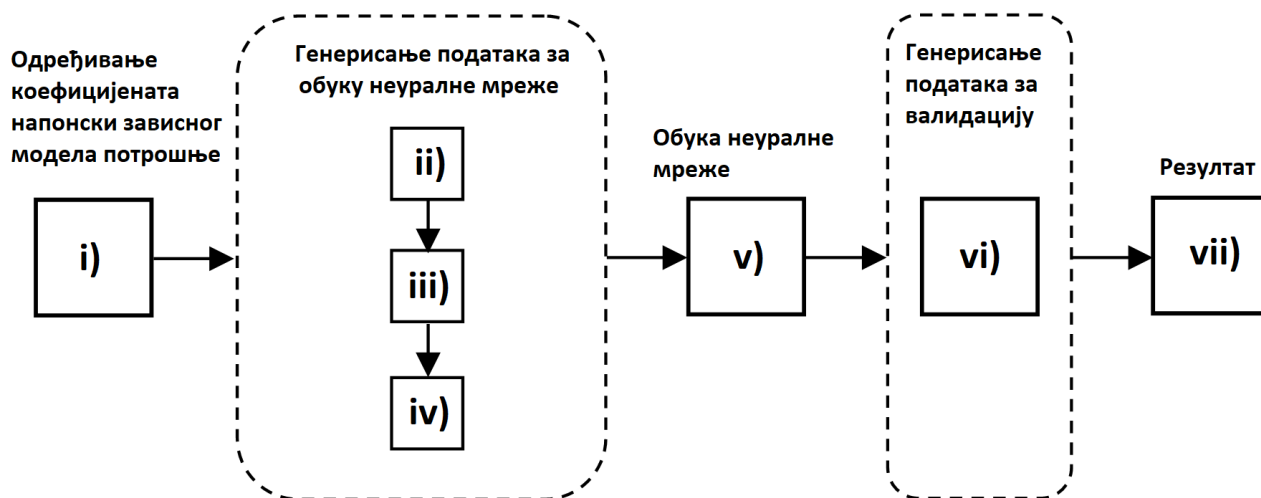 Одређивање
коефицијената
напонски зависног
модела потрошње
i)
Генерисање података за
обуку неуралне мреже
ii)
iii)
iv)
Обука неуралне
мреже
v)
Генерисање
података за
валидацију
vi)
Резултат
vii)